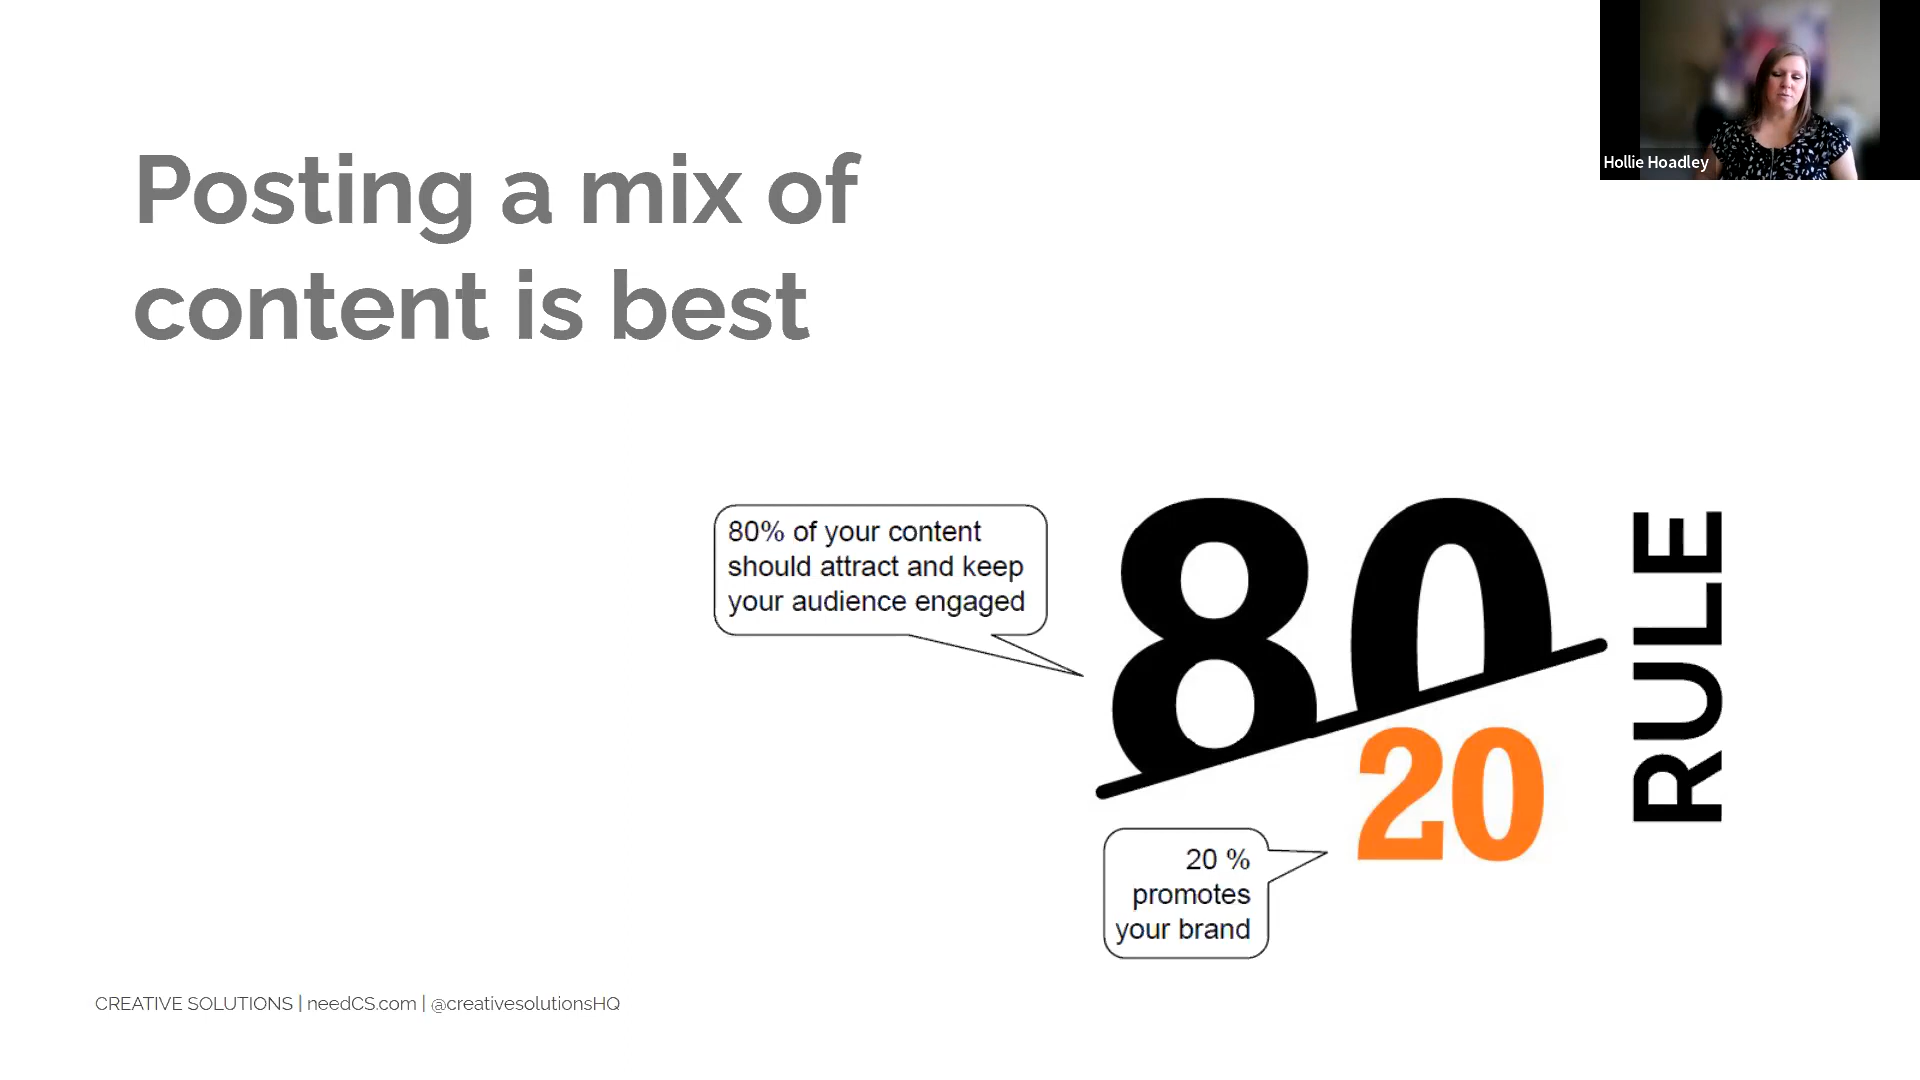 Hollie Hoadley
Posting a mix of
content is best
80% of your content
should attract and keep
your audience engaged
80
20
RULE
20 %
promotes
your brand
CREATIVE SOLUTIONS | needCS.com | @creativesolutionsHQ